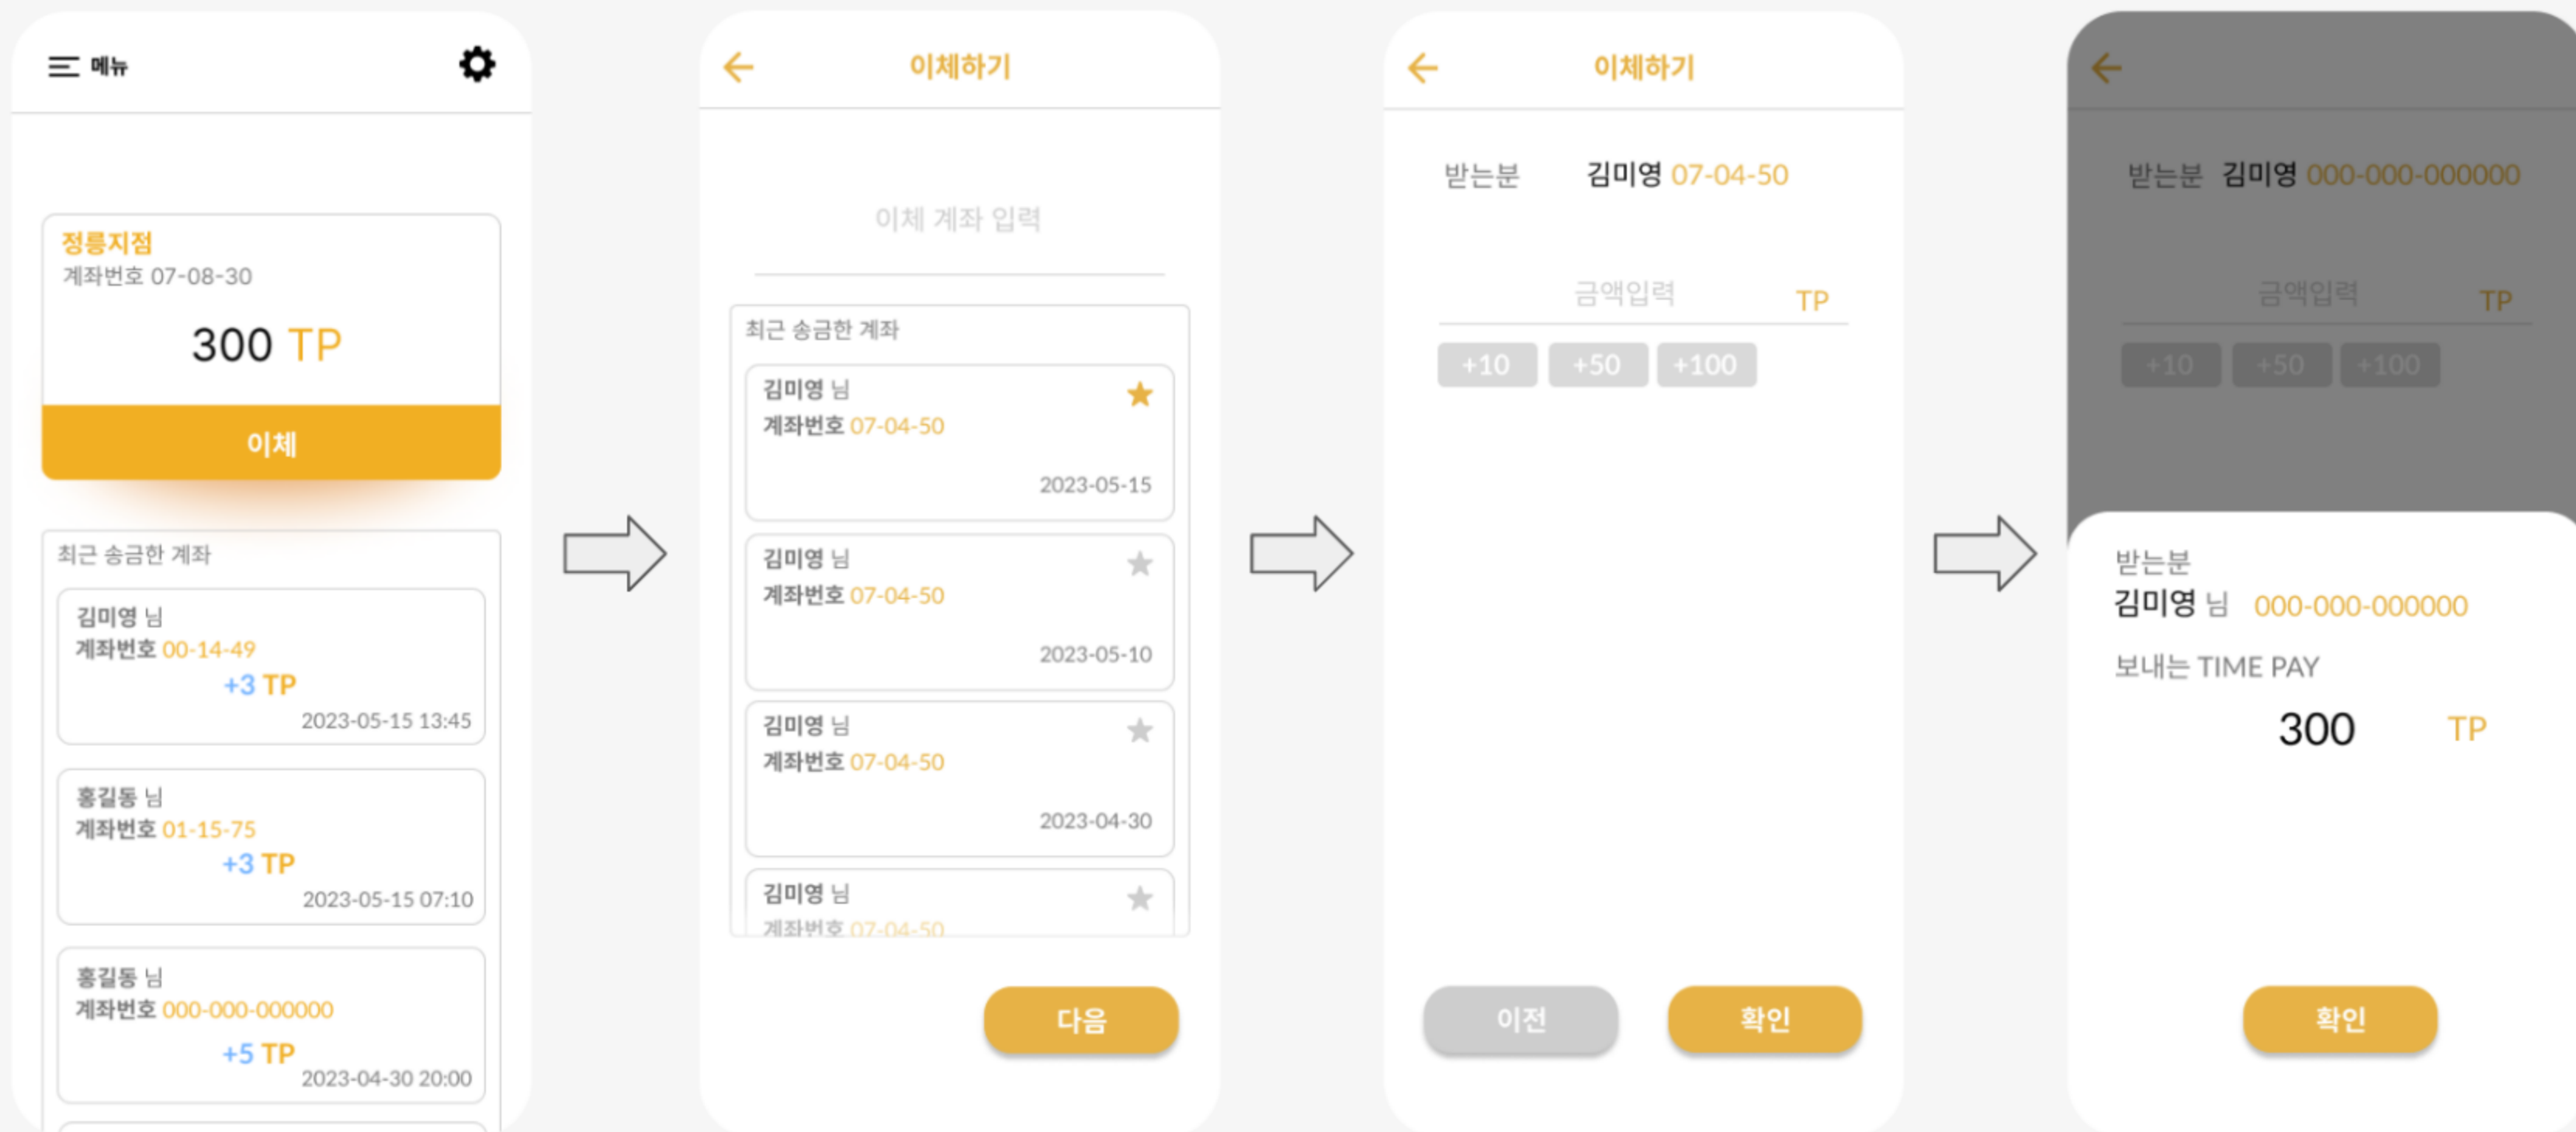 메뉴
정릉지점
계좌번호 07-08-30
300 TP
이체
최근 송금한 계좌
김미영 님
계좌번호 00-14-49
+3 TP
2023-05-15 13:45
홍길동 님
계좌번호 01-15-75
+3 TP
2023-05-15 07:10
홍길동 님
계좌번호 000-000-000000
+5 TP
2023-04-30 20:00
이체하기
이체 계좌 입력
최근 송금한 계좌
김미영 님
계좌번호 07-04-50
2023-05-15
김미영 님
계좌번호 07-04-50
2023-05-10
김미영 님
계좌번호 07-04-50
2023-04-30
김미영 님
계좌번호 07-04-50
다음
이체하기
받는분 김미영 07-04-50
금액입력 TP
+10 +50 +100
이전 확인
받는분 김미영 000-000-000000
금액입력 TP
+10 +50 +100
받는분
김미영 님 000-000-000000
보내는 TIME PAY
300 TP
확인